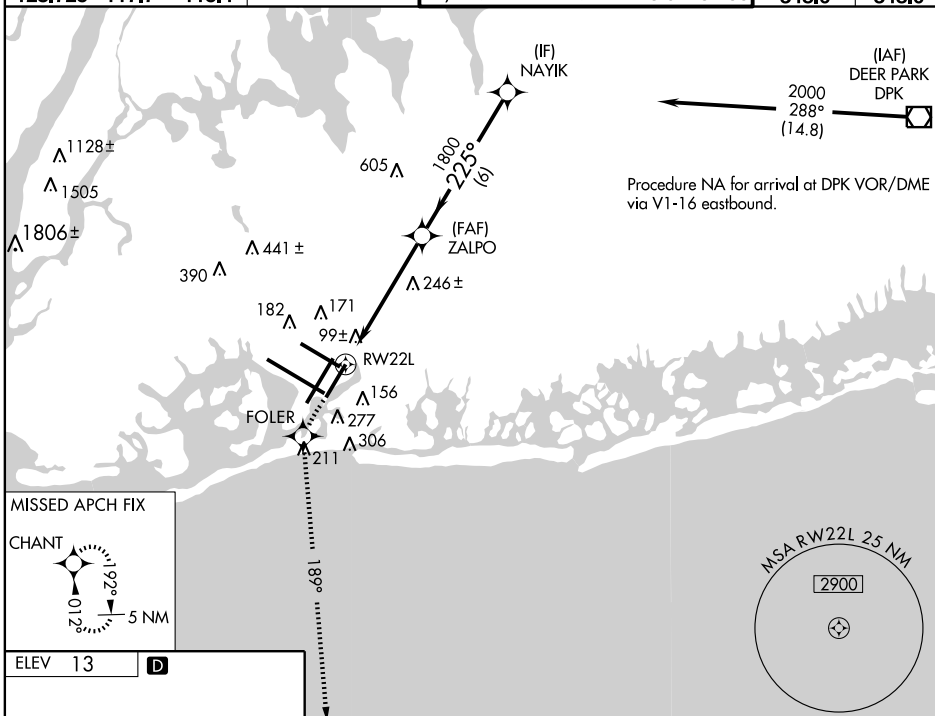 (IF)
NAYIK
(IAF)
DEER PARK
DPK
2000
288°
(14.8)
1800
225°
(6)
Procedure NA for arrival at DPK VOR/DME
via V1-16 eastbound.
1128±
1505
1806±
605
(FAF)
ZALPO
441±
390
246±
182
171
99±
RW22L
156
277
FOLER
306
211
189°
MISSED APCH FIX
CHANT
192°
012°
5 NM
MSA RW22L 25 NM
2900
ELEV 13 D